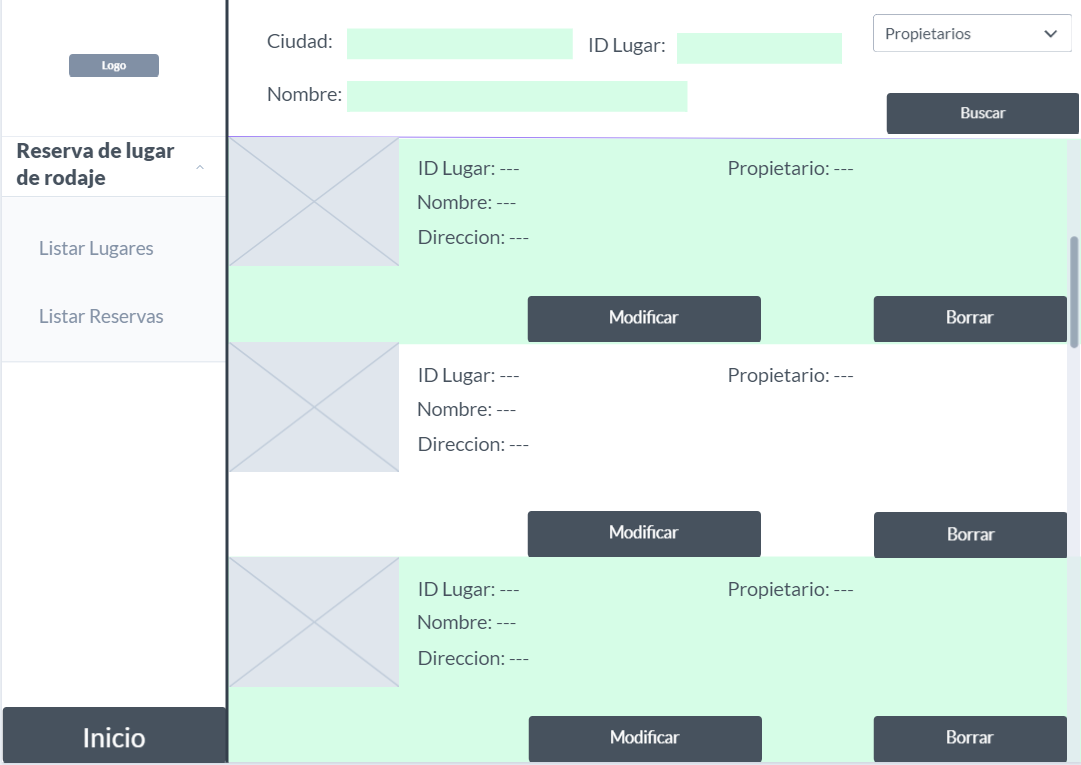 Logo
Reserva de lugar
de rodaje
Listar Lugares
Listar Reservas
Inicio
Ciudad:
ID Lugar:
Propietarios
Nombre:
Buscar
ID Lugar: ---
Propietario: ---
Nombre: ---
Direccion: ---
Modificar
Borrar
ID Lugar: ---
Propietario: ---
Nombre: ---
Direccion: ---
Modificar
Borrar
ID Lugar: ---
Propietario: ---
Nombre: ---
Direccion: ---
Modificar
Borrar